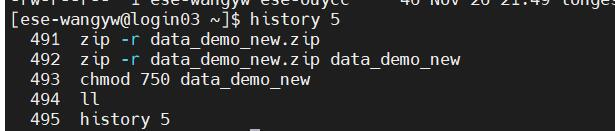 [ese-wangyw@login03 ~]$ history 5
491 zip -r data_demo_new.zip
492 zip -r data_demo_new.zip data_demo_new
493 chmod 750 data_demo_new
494 ll
495 history 5